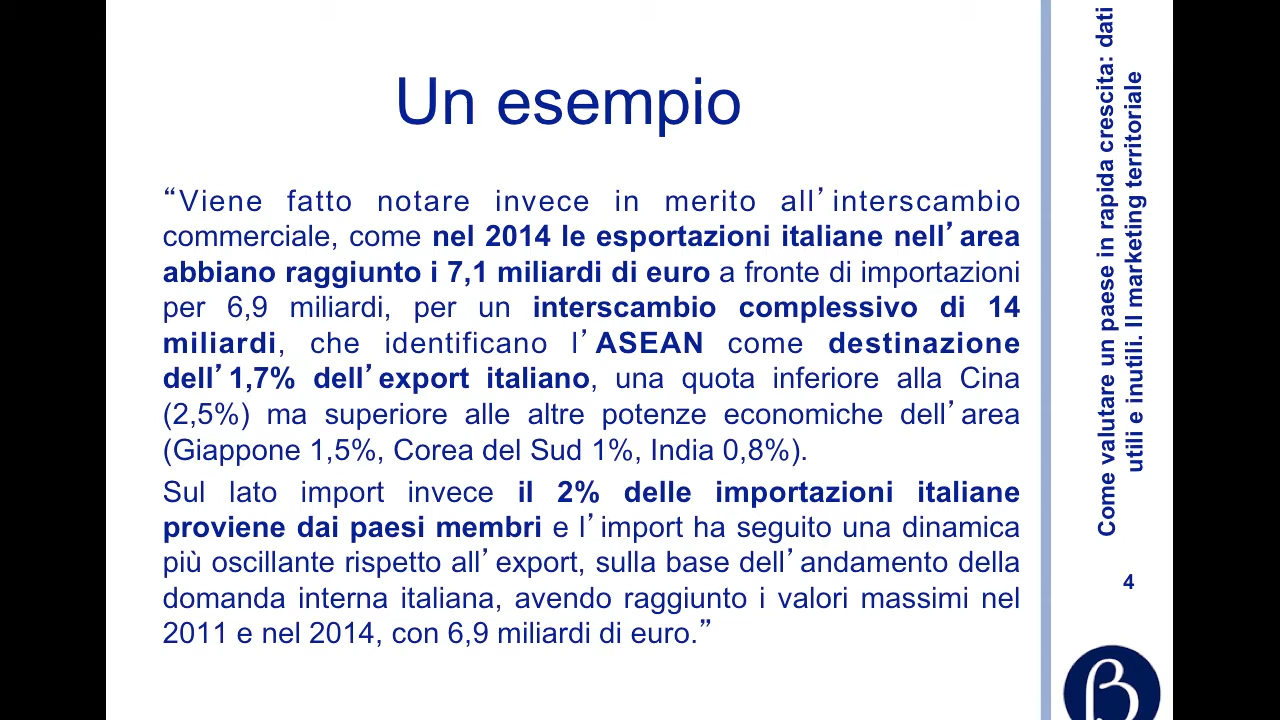 Un esempio
“Viene fatto notare invece in merito all’interscambio
commerciale, come nel 2014 le esportazioni italiane nell’area
abbiano raggiunto i 7,1 miliardi di euro a fronte di importazioni
per 6,9 miliardi, per un interscambio complessivo di 14
miliardi, che identificano l’ASEAN come destinazione
dell’1,7% dell’export italiano, una quota inferiore alla Cina
(2,5%) ma superiore alle altre potenze economiche dell’area
(Giappone 1,5%, Corea del Sud 1%, India 0,8%).
Sul lato import invece il 2% delle importazioni italiane
proviene dai paesi membri e l’import ha seguito una dinamica
più oscillante rispetto all’export, sulla base dell’andamento della
domanda interna italiana, avendo raggiunto i valori massimi nel
2011 e nel 2014, con 6,9 miliardi di euro.”
Come valutare un paese in rapida crescita: dati
utili e inutili. Il marketing territoriale
4
β